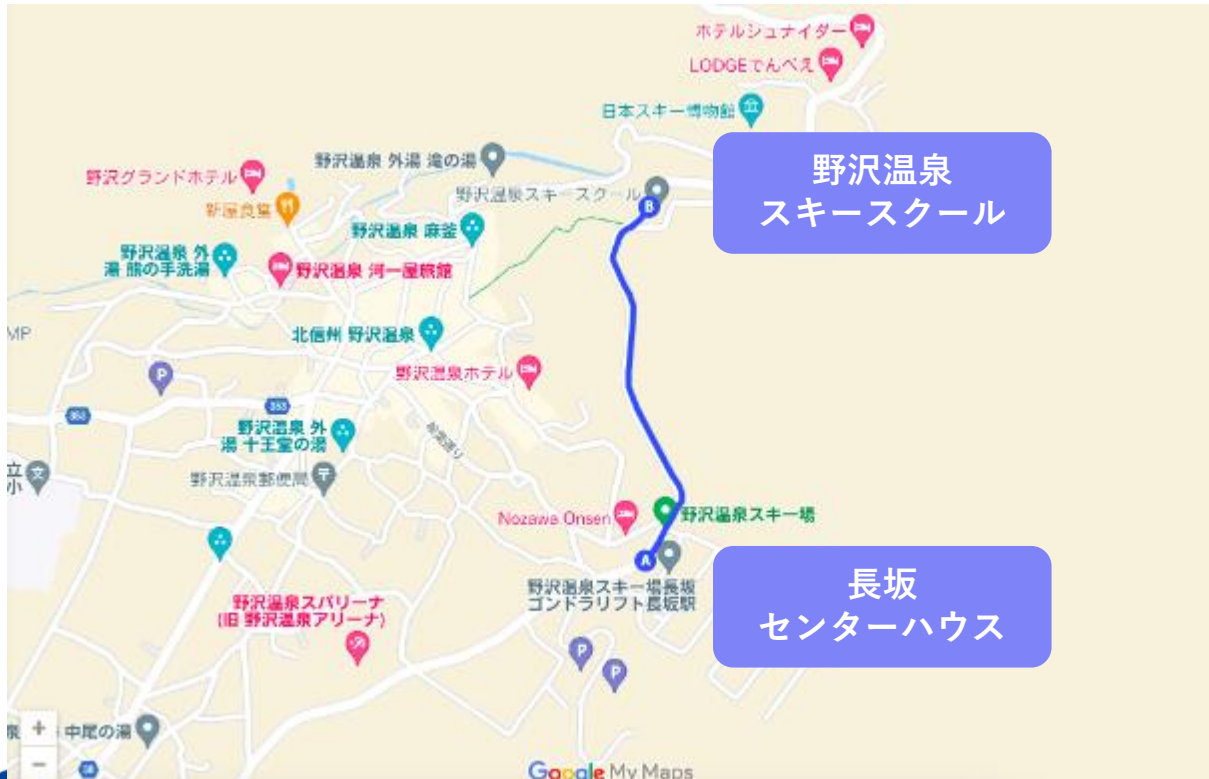 ホテルシュナイダー
LODGEでんべえ
日本スキー博物館
野沢温泉
スキースクール
野沢温泉 外湯 滝の湯
野沢グランドホテル
野沢温泉スキースクール
B
新屋食堂
野沢温泉 麻釜
野沢温泉 外
湯 熊の手洗湯
野沢温泉 河一屋旅館
MP
北信州 野沢温泉
野沢温泉ホテル
P
353
353
野沢温泉 外
湯 十王堂の湯
立
小
文
野沢温泉郵便局
Nozawa Onsen
野沢温泉スキー場
A
野沢温泉スキー場長坂
ゴンドラリフト長坂駅
長坂
センターハウス
野沢温泉スパリーナ
(旧 野沢温泉アリーナ)
P
P
中尾の湯
+
−
Google My Maps